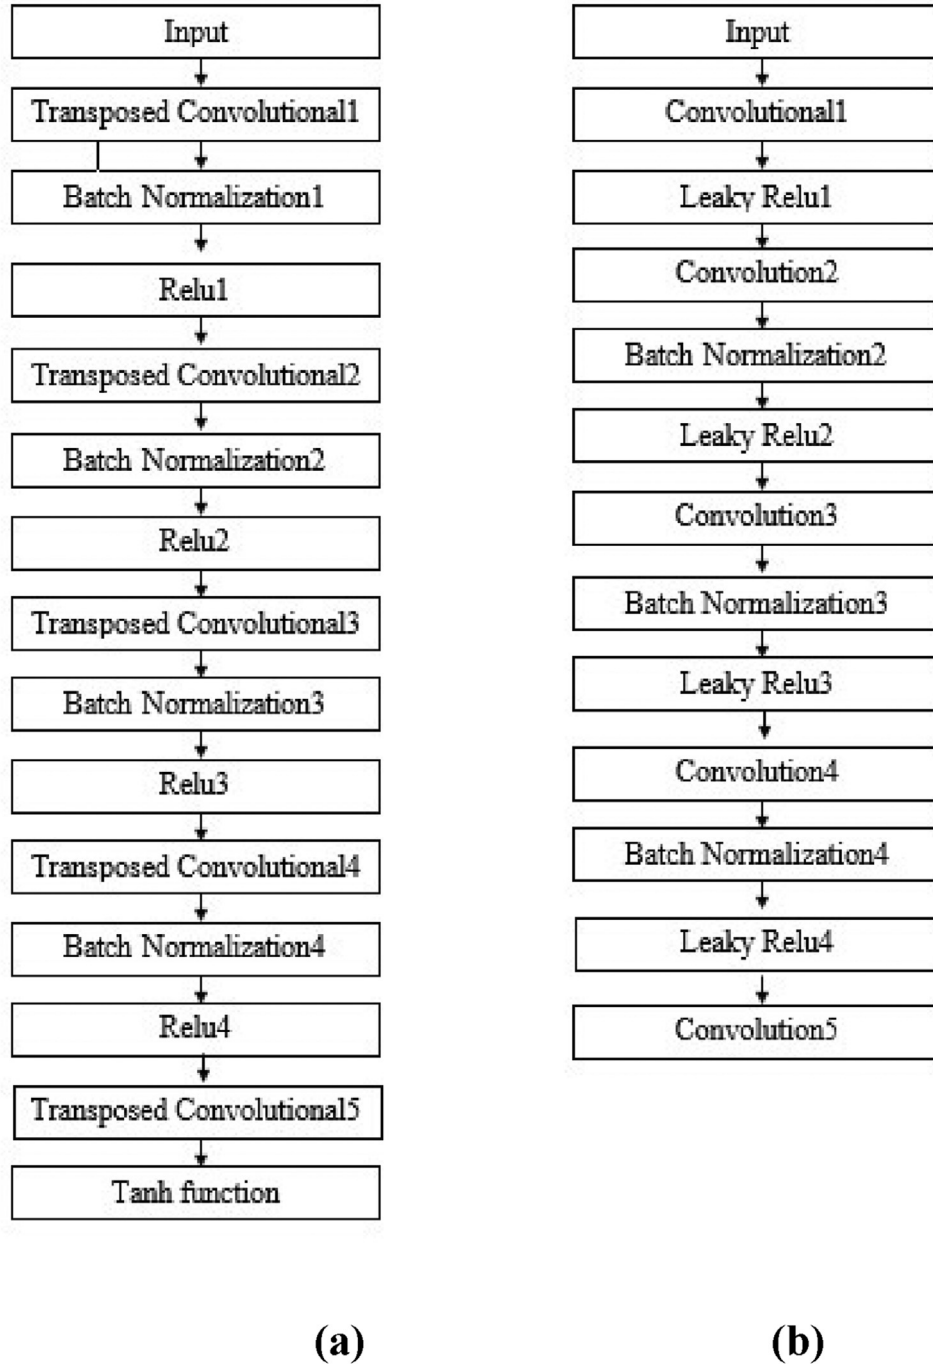 Input
Transposed Convolutional1
Batch Normalization1
Relu1
Transposed Convolutional2
Batch Normalization2
Relu2
Transposed Convolutional3
Batch Normalization3
Relu3
Transposed Convolutional4
Batch Normalization4
Relu4
Transposed Convolutional5
Tanh function
(a)
Input
Convolutional1
Leaky Relu1
Convolution2
Batch Normalization2
Leaky Relu2
Convolution3
Batch Normalization3
Leaky Relu3
Convolution4
Batch Normalization4
Leaky Relu4
Convolution5
(b)